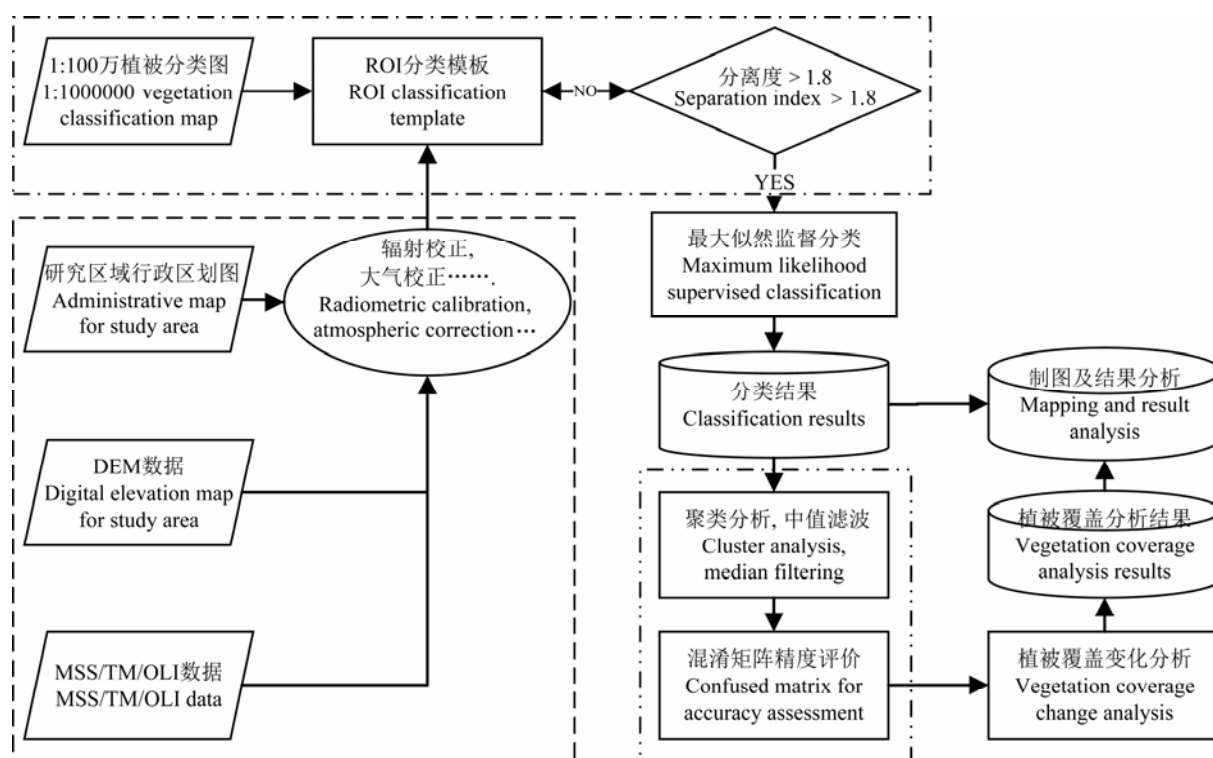 1:100万植被分类图
1:1000000 vegetation
classification map
ROI分类模板
ROI classification
template
NO
分离度 > 1.8
Separation index > 1.8
YES
研究区域行政区划图
Administrative map
for study area
辐射校正,
大气校正…….
Radiometric calibration,
atmospheric correction…
最大似然监督分类
Maximum likelihood
supervised classification
分类结果
Classification results
制图及结果分析
Mapping and result
analysis
DEM数据
Digital elevation map
for study area
聚类分析, 中值滤波
Cluster analysis,
median filtering
植被覆盖分析结果
Vegetation coverage
analysis results
MSS/TM/OLI数据
MSS/TM/OLI data
混淆矩阵精度评价
Confused matrix for
accuracy assessment
植被覆盖变化分析
Vegetation coverage
change analysis